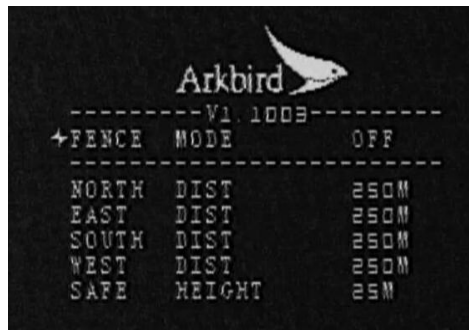 Arkbird
---------V1.1003---------
FENCE MODE OFF
-------------------------
NORTH DIST 250M
EAST DIST 250M
SOUTH DIST 250M
WEST DIST 250M
SAFE HEIGHT 25M